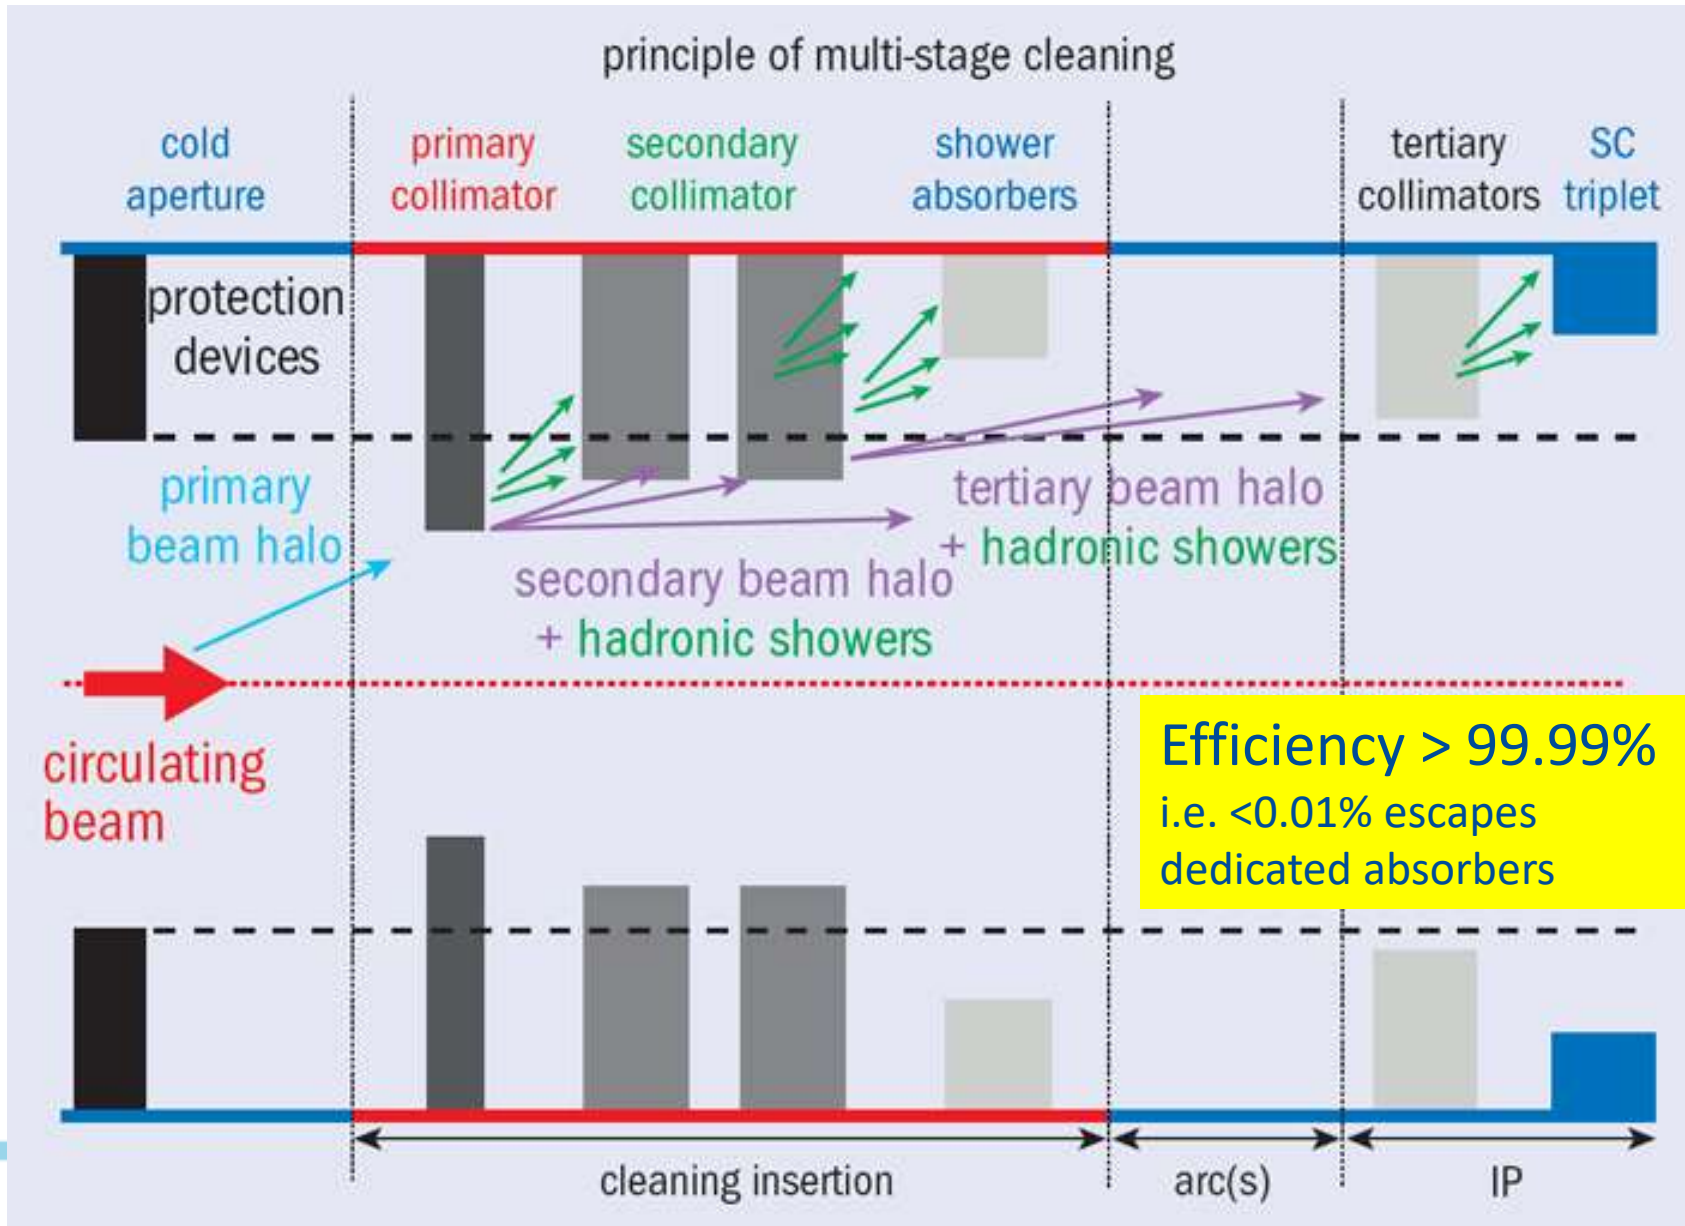 principle of multi-stage cleaning
cold
aperture
primary
collimator
secondary
collimator
shower
absorbers
tertiary
collimators
SC
triplet
protection
devices
primary
beam halo
tertiary beam halo
+ hadronic showers
secondary beam halo
+ hadronic showers
circulating
beam
Efficiency > 99.99%
i.e. <0.01% escapes
dedicated absorbers
cleaning insertion
arc(s)
IP